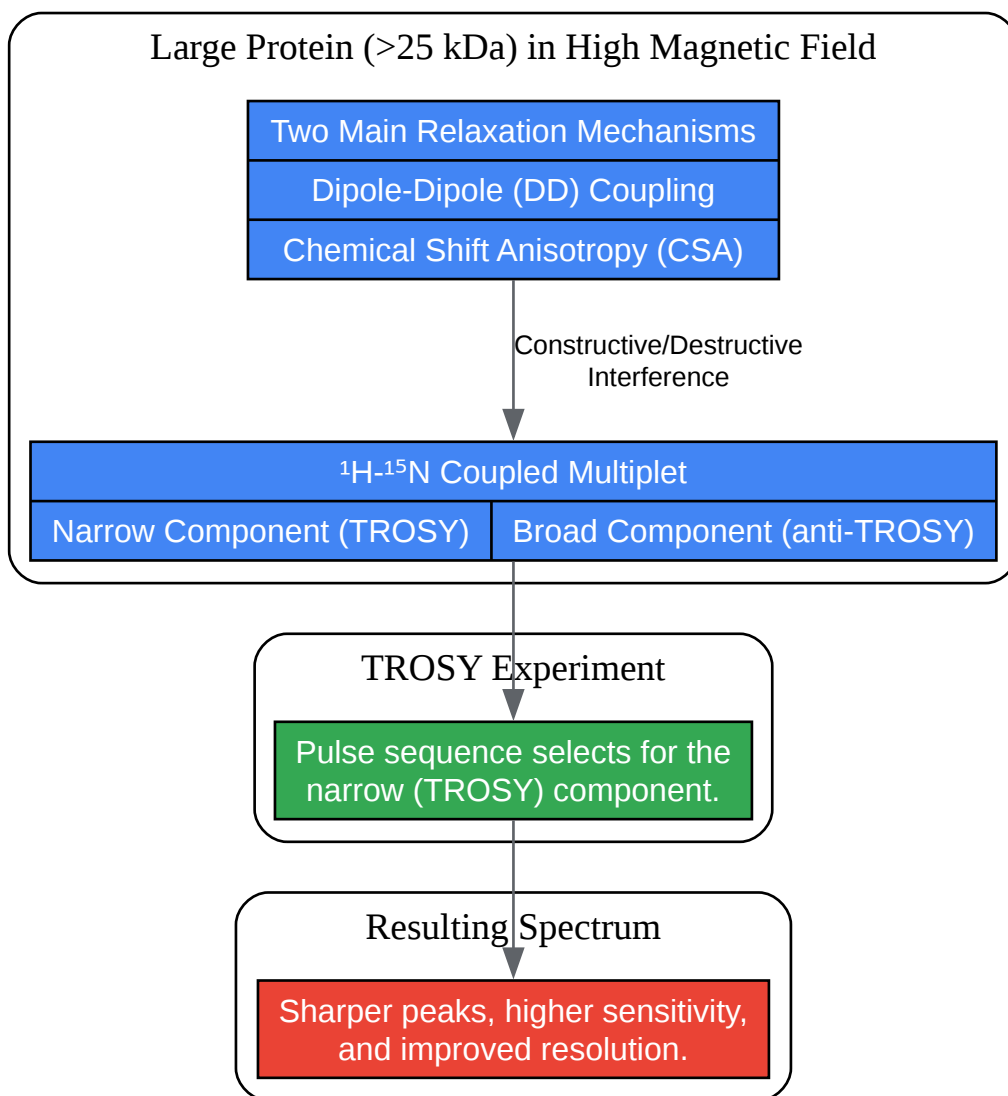 Large Protein (>25 kDa) in High Magnetic Field
Two Main Relaxation Mechanisms
Dipole-Dipole (DD) Coupling
Chemical Shift Anisotropy (CSA)
Constructive/Destructive
Interference
¹H-¹⁵N Coupled Multiplet
Narrow Component (TROSY)
Broad Component (anti-TROSY)
TROSY Experiment
Pulse sequence selects for the
narrow (TROSY) component.
Resulting Spectrum
Sharper peaks, higher sensitivity,
and improved resolution.